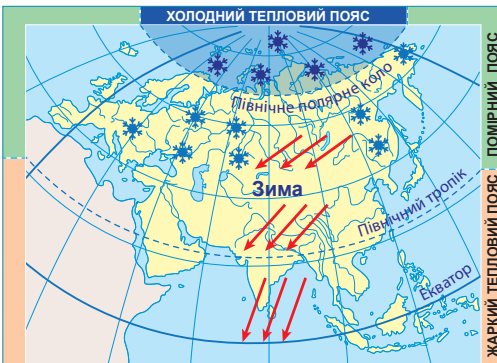 ХОЛОДНИЙ ТЕПЛОВИЙ ПОЯС
ПОМІРНИЙ ПОЯС
Північне полярне коло
Зима
Північний тропік
Екватор
ЖАРКИЙ ТЕПЛОВИЙ ПОЯС